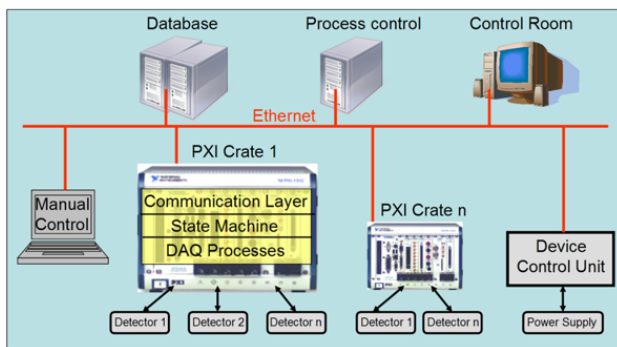 Database
Process control
Control Room
Ethernet
PXI Crate 1
Manual
Control
Communication Layer
State Machine
DAQ Processes
PXI Crate n
Device
Control Unit
PXI
Detector 1
Detector 2
Detector n
Detector 1
Detector n
Power Supply